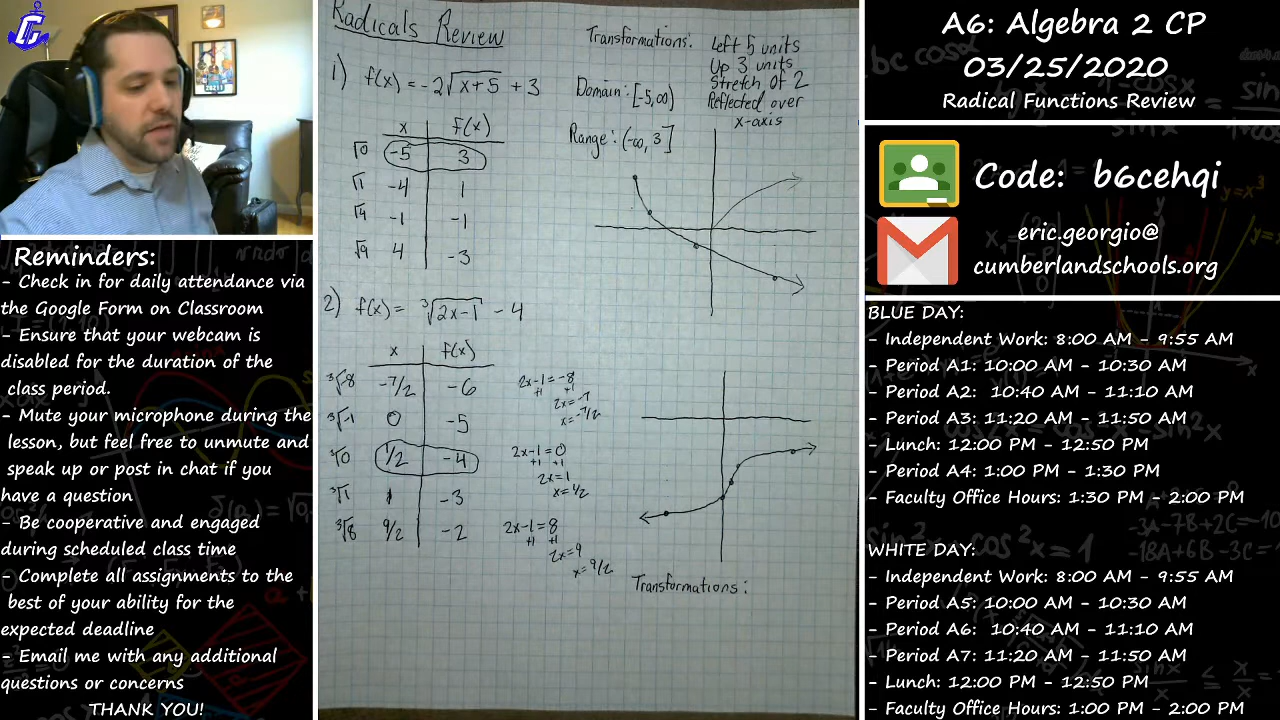 C
Reminders:
- Check in for daily attendance via
the Google Form on Classroom
- Ensure that your webcam is
disabled for the duration of the
class period.
- Mute your microphone during the
lesson, but feel free to unmute and
speak up or post in chat if you
have a question
- Be cooperative and engaged
during scheduled class time
- Complete all assignments to the
best of your ability for the
expected deadline
- Email me with any additional
questions or concerns
THANK YOU!
Radicals Review
1) f(x) = -2√x+5 + 3
x f(x)
√0 -5 3
√1 -4 1
√4 -1 -1
√9 4 -3
Transformations: Left 5 units
Up 3 units
Stretch of 2
Reflected over
x-axis
Domain: [-5,∞)
Range: (-∞, 3]
2) f(x) = ³√2x-1 - 4
x f(x)
³√-8 -7/2 -6
³√-1 0 -5
³√0 1/2 -4
³√1 1 -3
³√8 9/2 -2
2x-1=-8
+1 +1
2x=-7
x=-7/2
2x-1=0
+1 +1
2x=1
x=1/2
2x-1=8
+1 +1
2x=9
x=9/2
Transformations:
A6: Algebra 2 CP
03/25/2020
Radical Functions Review
Code: b6cehqi
eric.georgio@
cumberlandschools.org
BLUE DAY:
- Independent Work: 8:00 AM - 9:55 AM
- Period A1: 10:00 AM - 10:30 AM
- Period A2: 10:40 AM - 11:10 AM
- Period A3: 11:20 AM - 11:50 AM
- Lunch: 12:00 PM - 12:50 PM
- Period A4: 1:00 PM - 1:30 PM
- Faculty Office Hours: 1:30 PM - 2:00 PM
WHITE DAY:
- Independent Work: 8:00 AM - 9:55 AM
- Period A5: 10:00 AM - 10:30 AM
- Period A6: 10:40 AM - 11:10 AM
- Period A7: 11:20 AM - 11:50 AM
- Lunch: 12:00 PM - 12:50 PM
- Faculty Office Hours: 1:00 PM - 2:00 PM